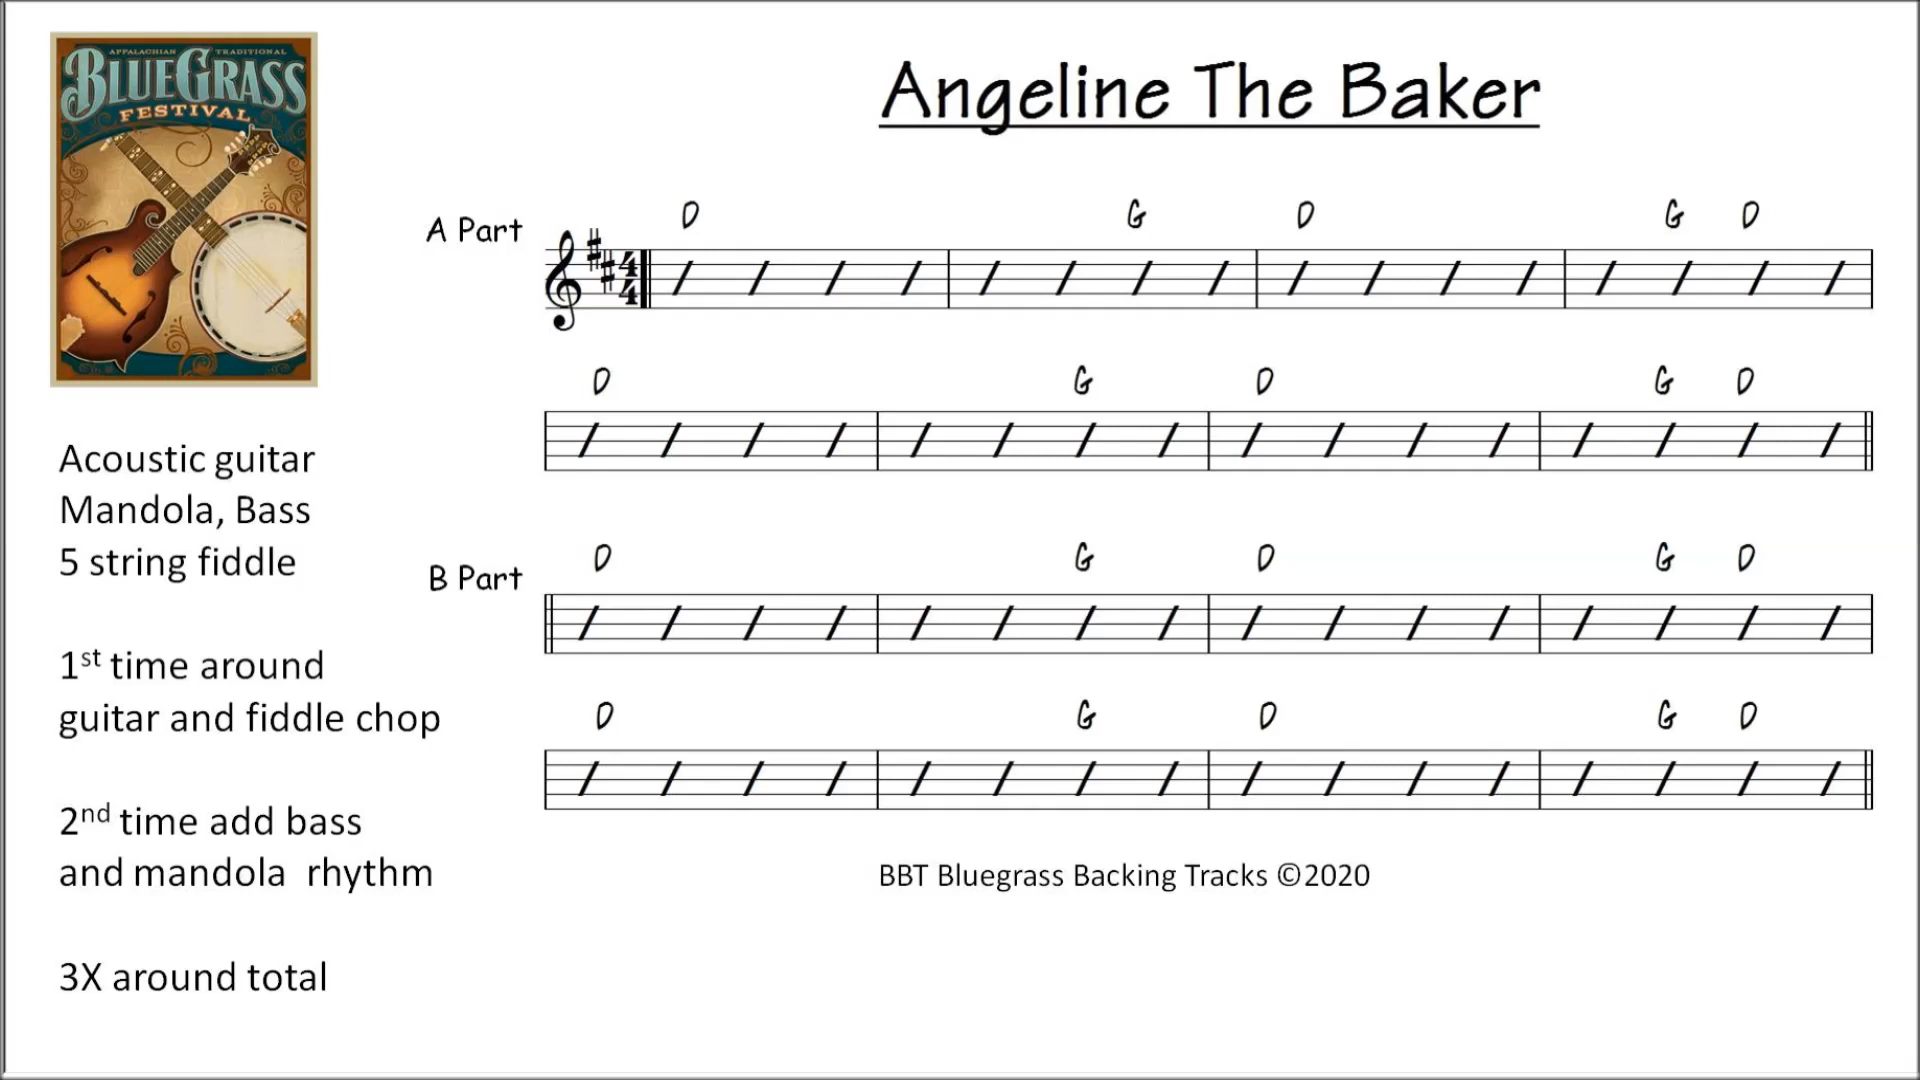 APPALACHIAN TRADITIONAL
BLUEGRASS
FESTIVAL
Angeline The Baker
A Part
D G D G D
4
4
D G D G D
Acoustic guitar
Mandola, Bass
5 string fiddle
B Part
D G D G D
1st time around
guitar and fiddle chop
D G D G D
2nd time add bass
and mandola rhythm
BBT Bluegrass Backing Tracks ©2020
3X around total